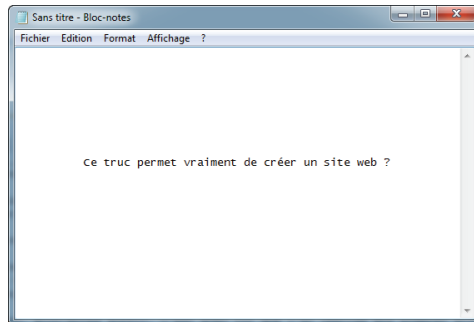 Sans titre - Bloc-notes
Fichier Edition Format Affichage ?
Ce truc permet vraiment de créer un site web ?